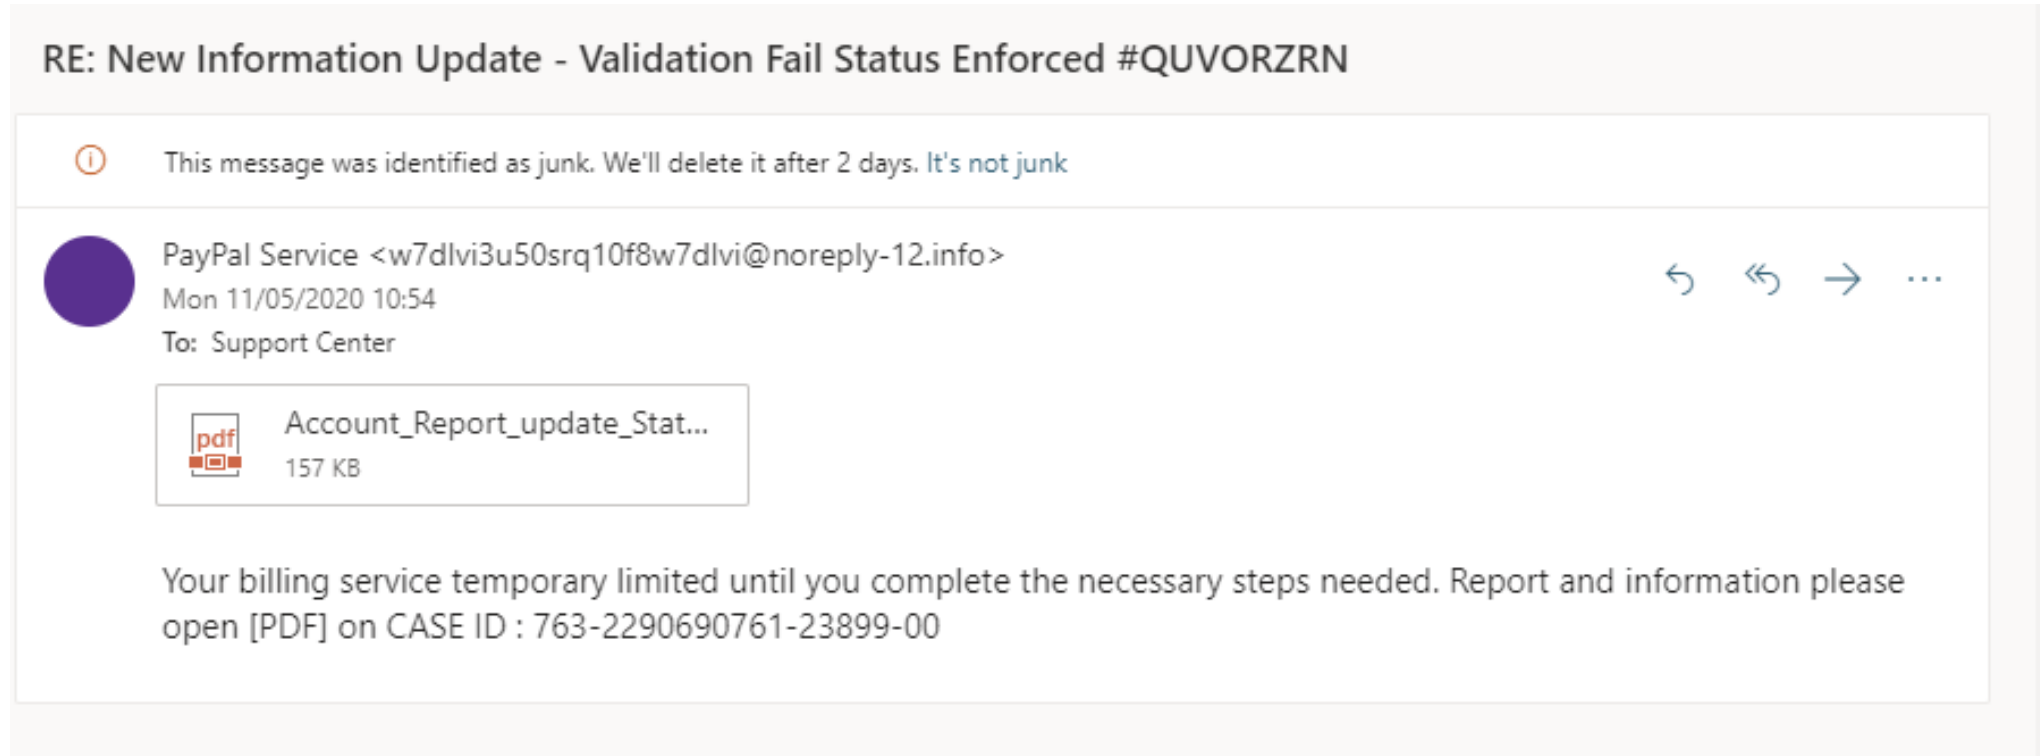 RE: New Information Update - Validation Fail Status Enforced #QUVORZRN
This message was identified as junk. We'll delete it after 2 days. It's not junk
PayPal Service <w7dlvi3u50srq10f8w7dlvi@noreply-12.info>
Mon 11/05/2020 10:54
To: Support Center
pdf
Account_Report_update_Stat...
157 KB
Your billing service temporary limited until you complete the necessary steps needed. Report and information please
open [PDF] on CASE ID : 763-2290690761-23899-00